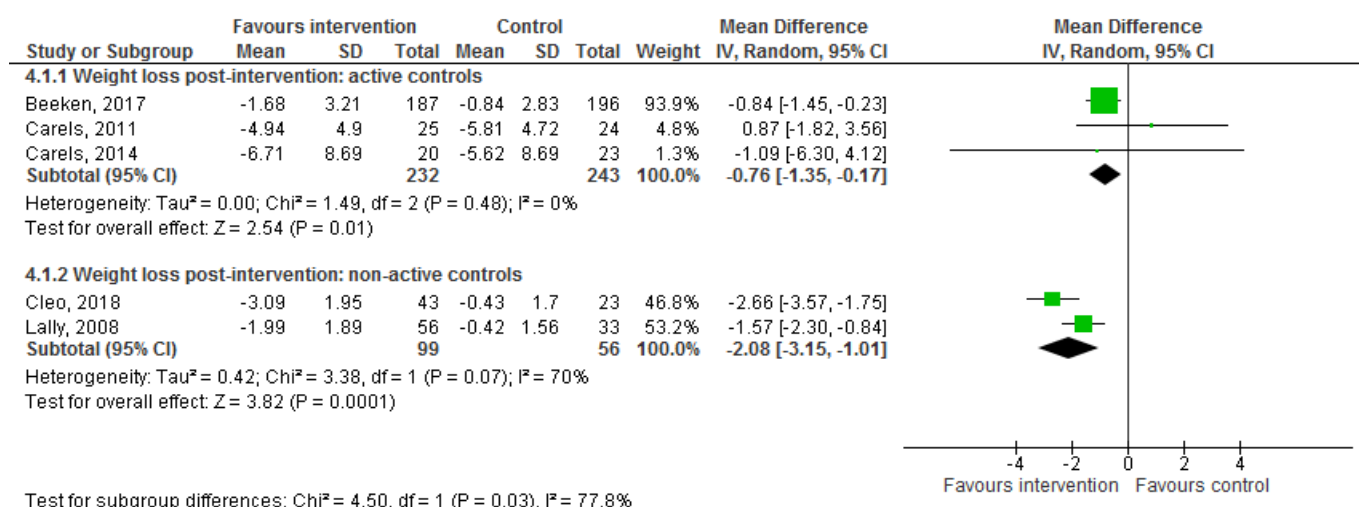 Favours intervention Control Mean Difference Mean Difference
Study or Subgroup Mean SD Total Mean SD Total Weight IV, Random, 95% CI IV, Random, 95% CI
4.1.1 Weight loss post-intervention: active controls
Beeken, 2017 -1.68 3.21 187 -0.84 2.83 196 93.9% -0.84 [-1.45, -0.23]
Carels, 2011 -4.94 4.9 25 -5.81 4.72 24 4.8% 0.87 [-1.82, 3.56]
Carels, 2014 -6.71 8.69 20 -5.62 8.69 23 1.3% -1.09 [-6.30, 4.12]
Subtotal (95% CI) 232 243 100.0% -0.76 [-1.35, -0.17]
Heterogeneity: Tau² = 0.00; Chi² = 1.49, df = 2 (P = 0.48); I² = 0%
Test for overall effect: Z = 2.54 (P = 0.01)
4.1.2 Weight loss post-intervention: non-active controls
Cleo, 2018 -3.09 1.95 43 -0.43 1.7 23 46.8% -2.66 [-3.57, -1.75]
Lally, 2008 -1.99 1.89 56 -0.42 1.56 33 53.2% -1.57 [-2.30, -0.84]
Subtotal (95% CI) 99 56 100.0% -2.08 [-3.15, -1.01]
Heterogeneity: Tau² = 0.42; Chi² = 3.38, df = 1 (P = 0.07); I² = 70%
Test for overall effect: Z = 3.82 (P = 0.0001)
-4 -2 0 2 4
Favours intervention Favours control
Test for subgroup differences: Chi² = 4.50, df = 1 (P = 0.03), I² = 77.8%